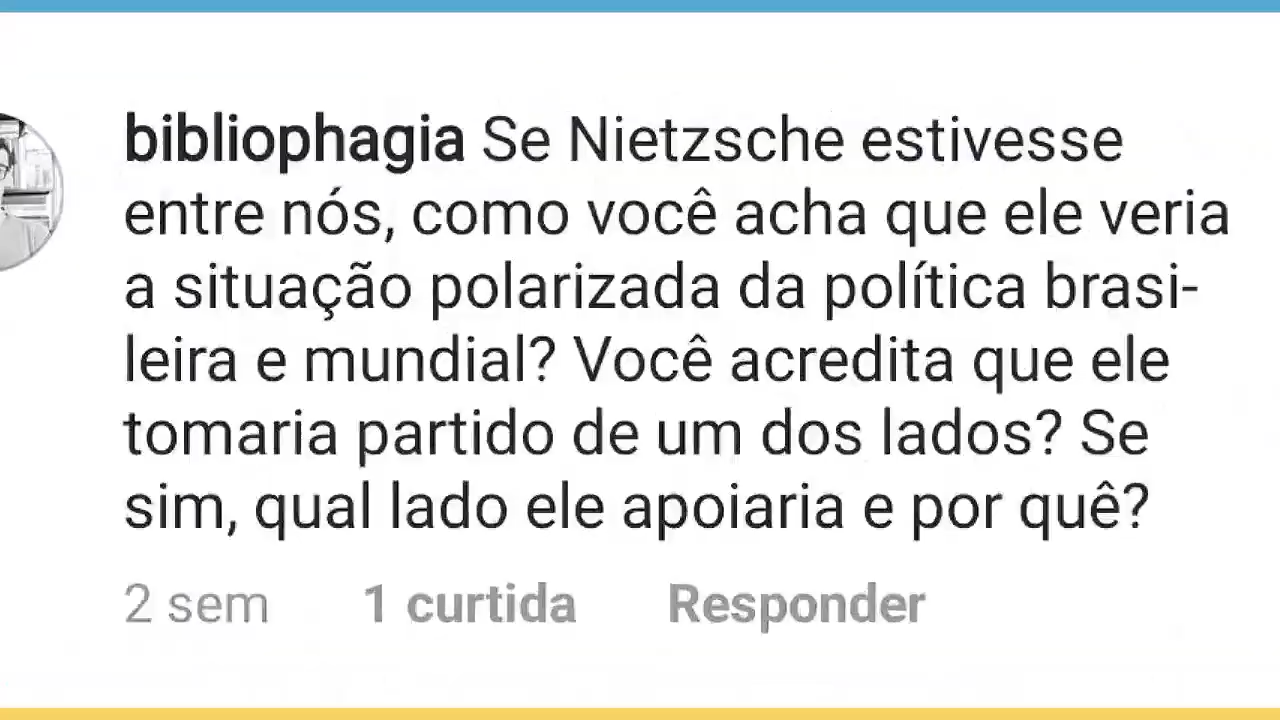 bibliophagia Se Nietzsche estivesse
entre nós, como você acha que ele veria
a situação polarizada da política brasi-
leira e mundial? Você acredita que ele
tomaria partido de um dos lados? Se
sim, qual lado ele apoiaria e por quê?
2 sem 1 curtida Responder